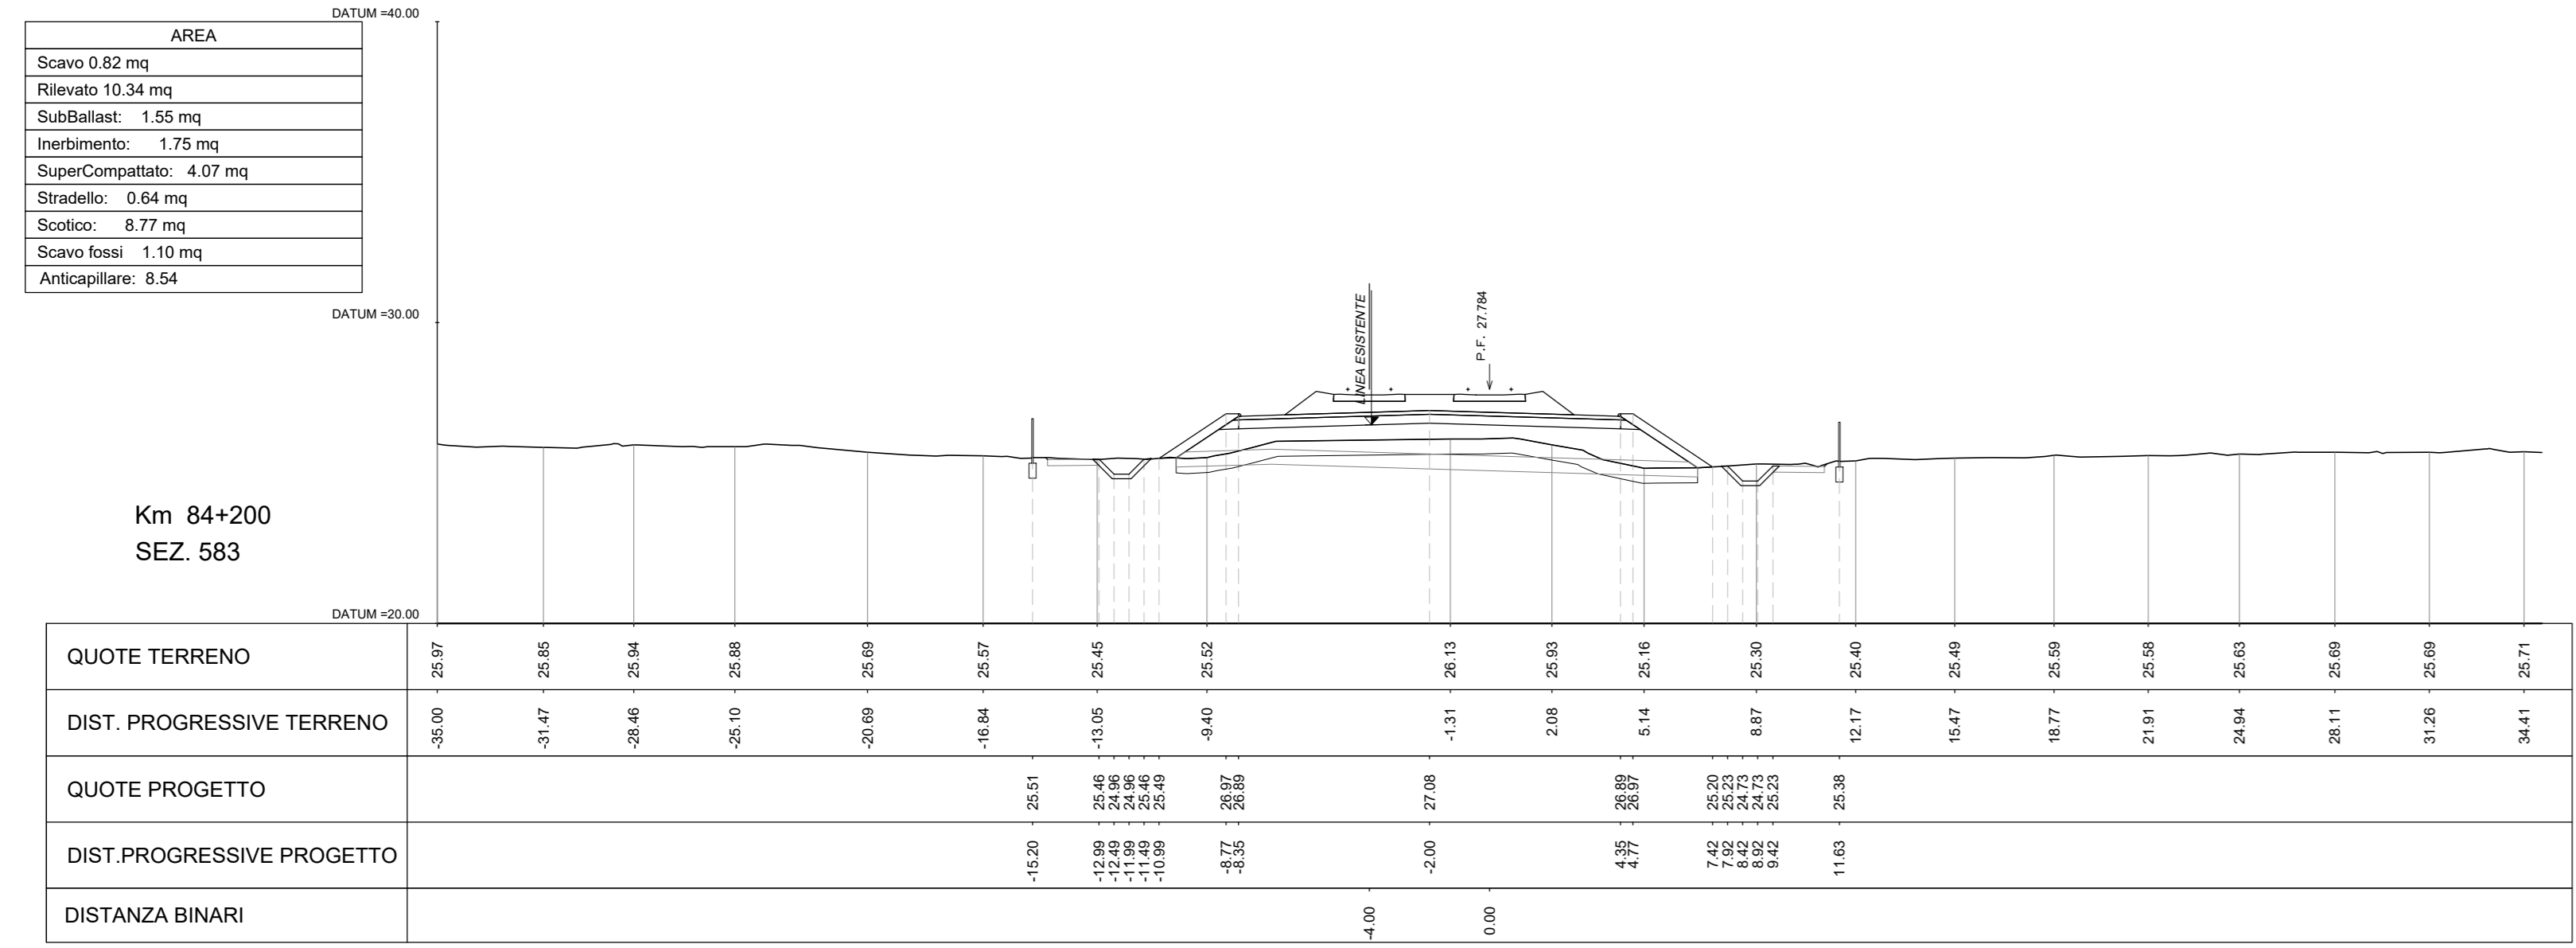 DATUM =40.00
AREA
Scavo 0.82 mq
Rilevato 10.34 mq
SubBallast: 1.55 mq
Inerbimento: 1.75 mq
SuperCompattato: 4.07 mq
Stradello: 0.64 mq
Scotico: 8.77 mq
Scavo fossi 1.10 mq
Anticapillare: 8.54
DATUM =30.00
LINEA ESISTENTE
P.F. 27.784
Km 84+200
SEZ. 583
DATUM =20.00
QUOTE TERRENO 25.97 25.85 25.94 25.88 25.69 25.57 25.45 25.52 26.13 25.93 25.16 25.30 25.40 25.49 25.59 25.58 25.63 25.69 25.69 25.71
DIST. PROGRESSIVE TERRENO -35.00 -31.47 -28.46 -25.10 -20.69 -16.84 -13.05 -9.40 -1.31 2.08 5.14 8.87 12.17 15.47 18.77 21.91 24.94 28.11 31.26 34.41
QUOTE PROGETTO 25.51 25.46 24.96 24.96 25.46 25.49 26.97 26.89 27.08 26.89 26.97 25.20 25.23 24.73 24.73 25.23 25.38
DIST.PROGRESSIVE PROGETTO -15.20 -12.99 -12.49 -11.99 -11.49 -10.99 -8.77 -8.35 -2.00 4.35 4.77 7.42 7.92 8.42 8.92 9.42 11.63
DISTANZA BINARI -4.00 0.00